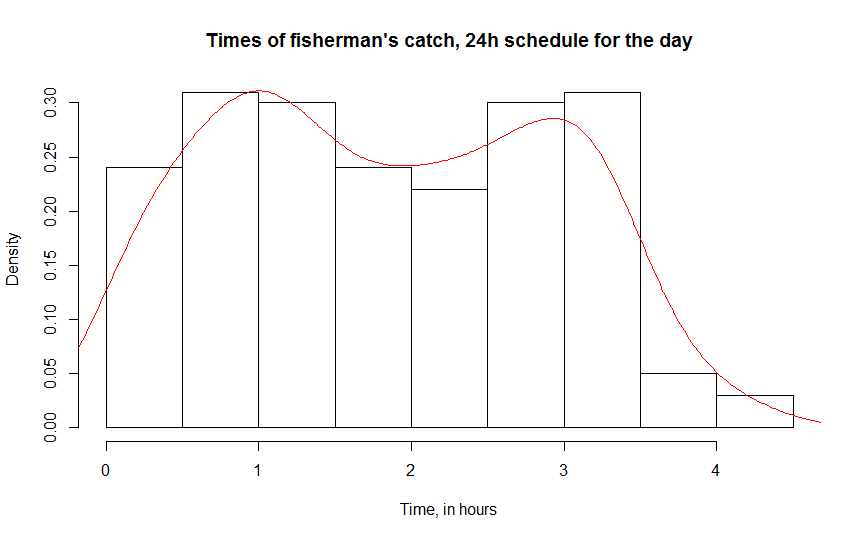 Times of fisherman's catch, 24h schedule for the day
Density
0.30
0.25
0.20
0.15
0.10
0.05
0.00
0 1 2 3 4
Time, in hours